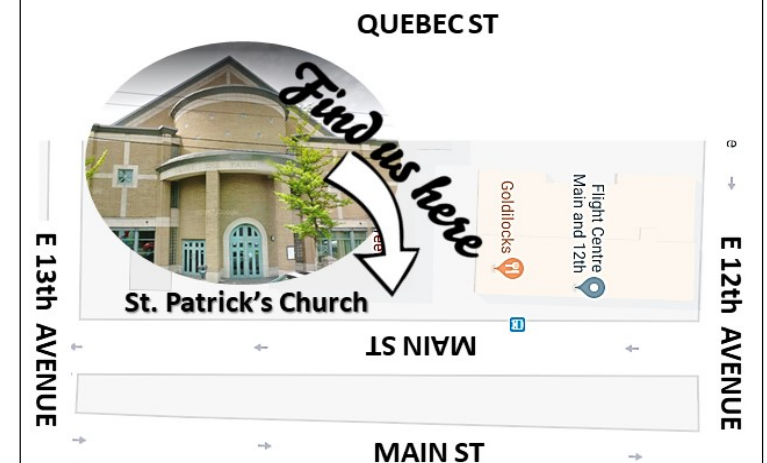 QUEBEC ST
Find us here
Goldilocks
Flight Centre
Main and 12th
St. Patrick's Church
E 13th AVENUE
E 12th AVENUE
MAIN ST
MAIN ST